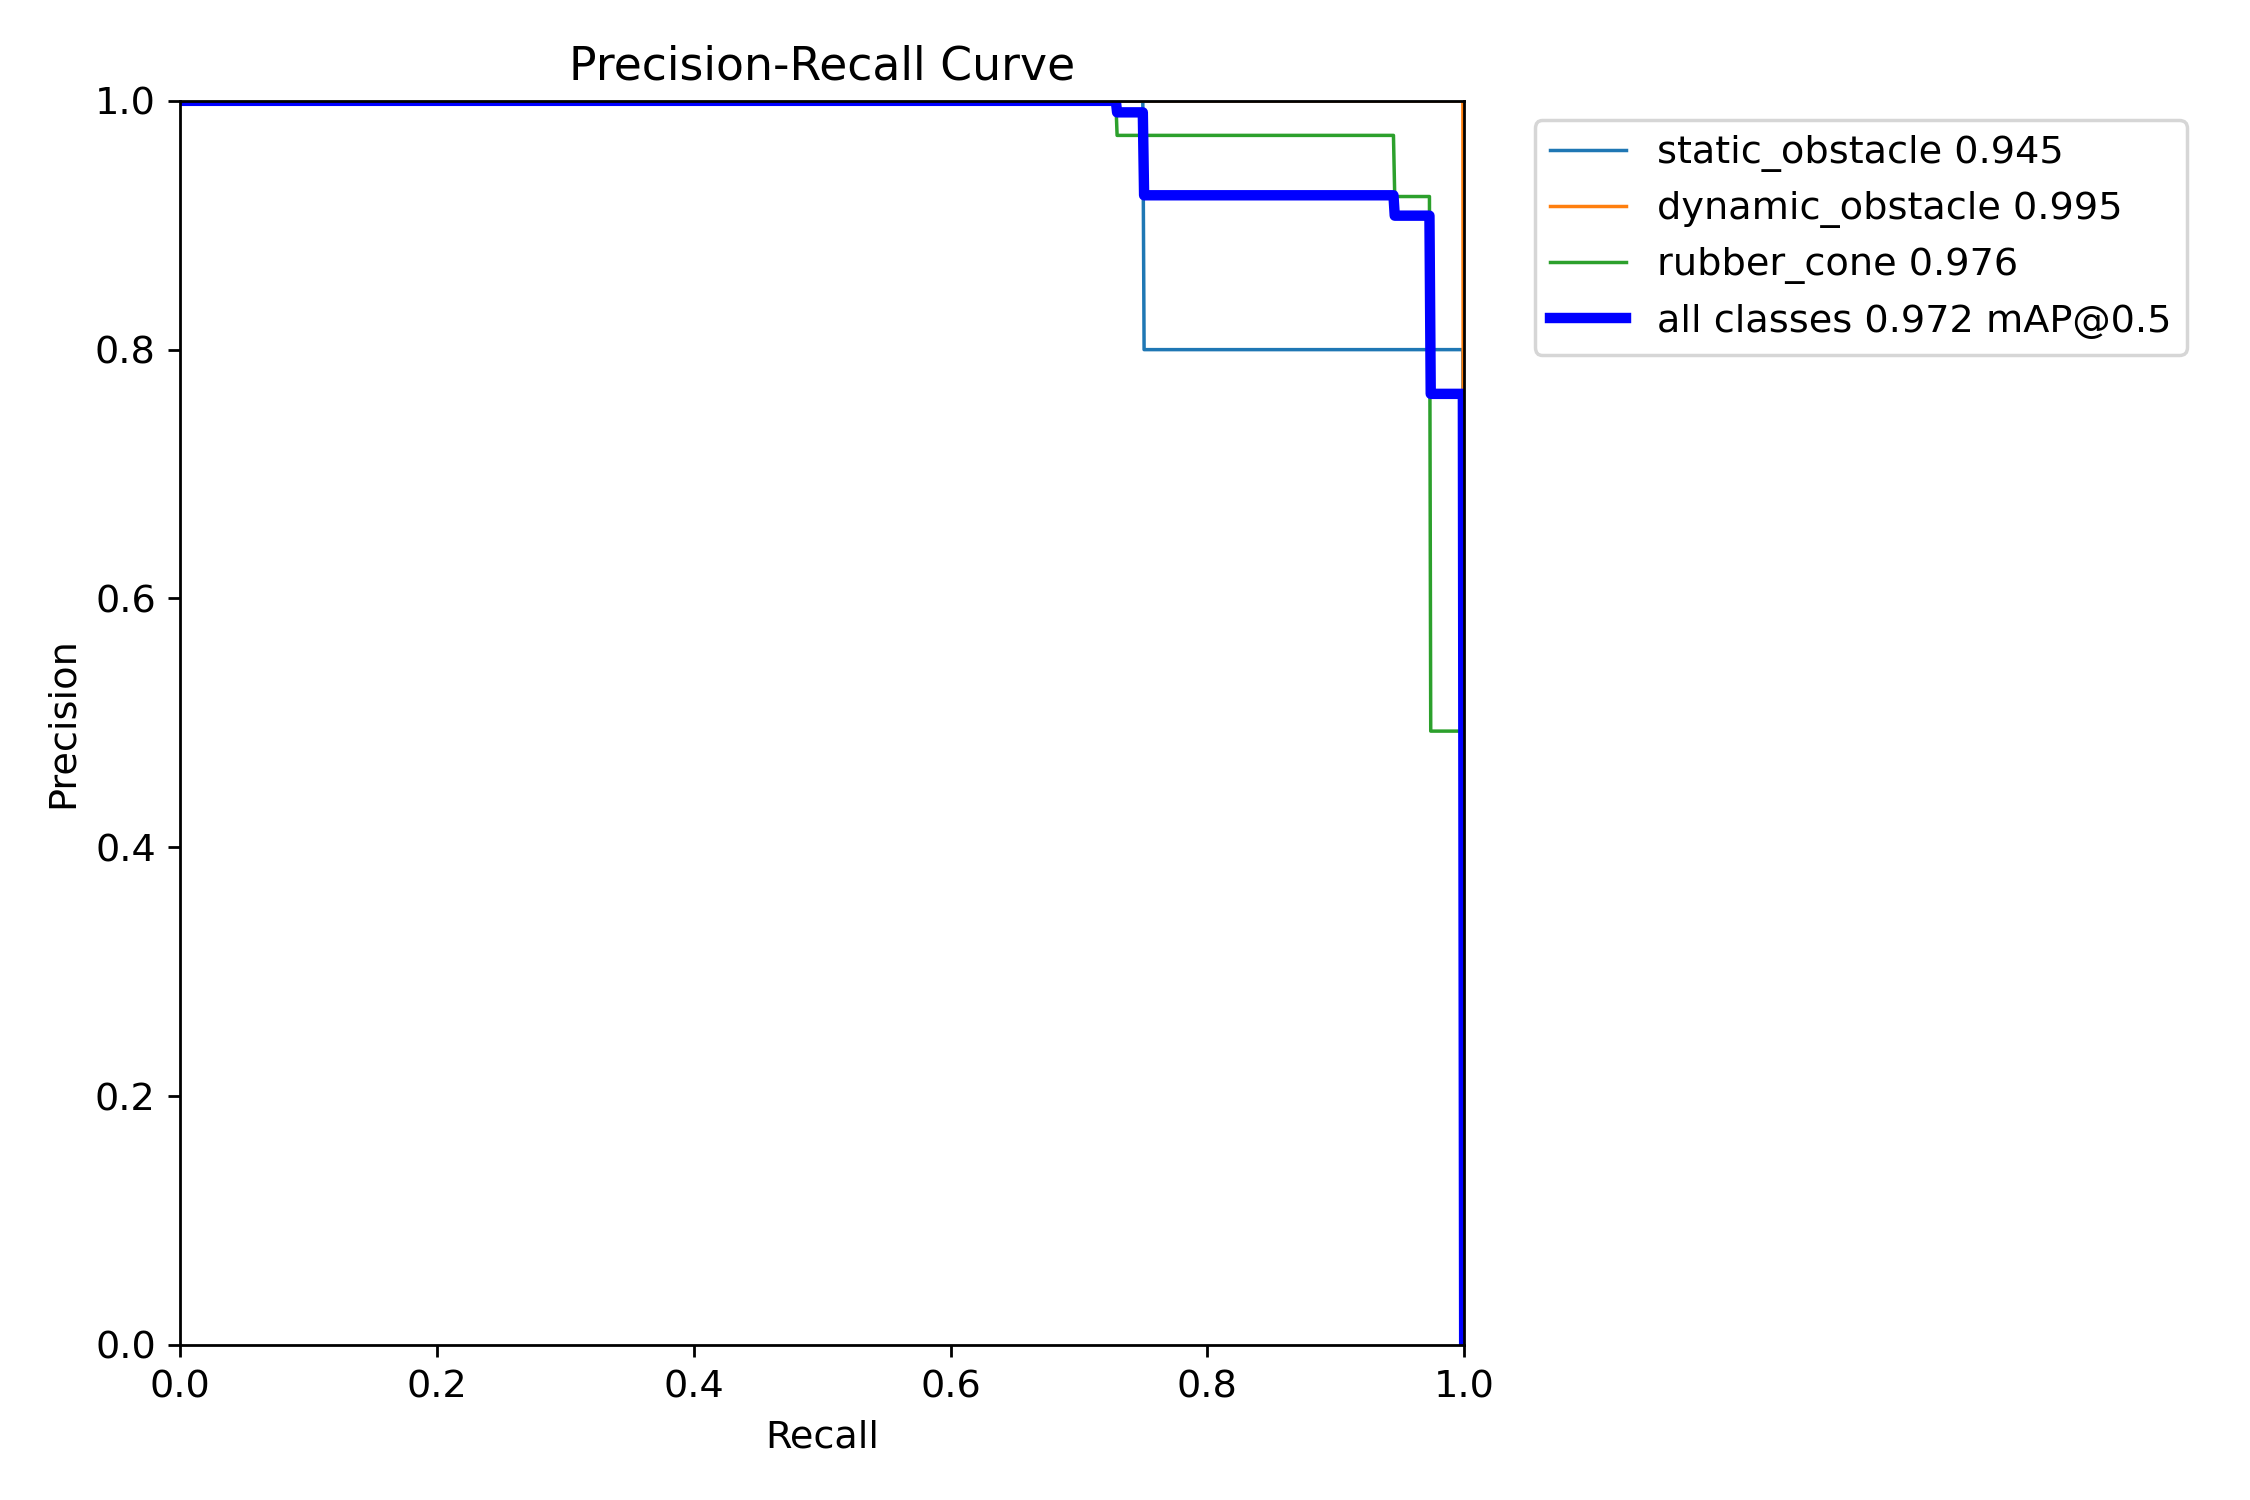 Precision-Recall Curve
1.0
0.8
0.6
0.4
0.2
0.0
Precision
0.0 0.2 0.4 0.6 0.8 1.0
Recall
static_obstacle 0.945
dynamic_obstacle 0.995
rubber_cone 0.976
all classes 0.972 mAP@0.5